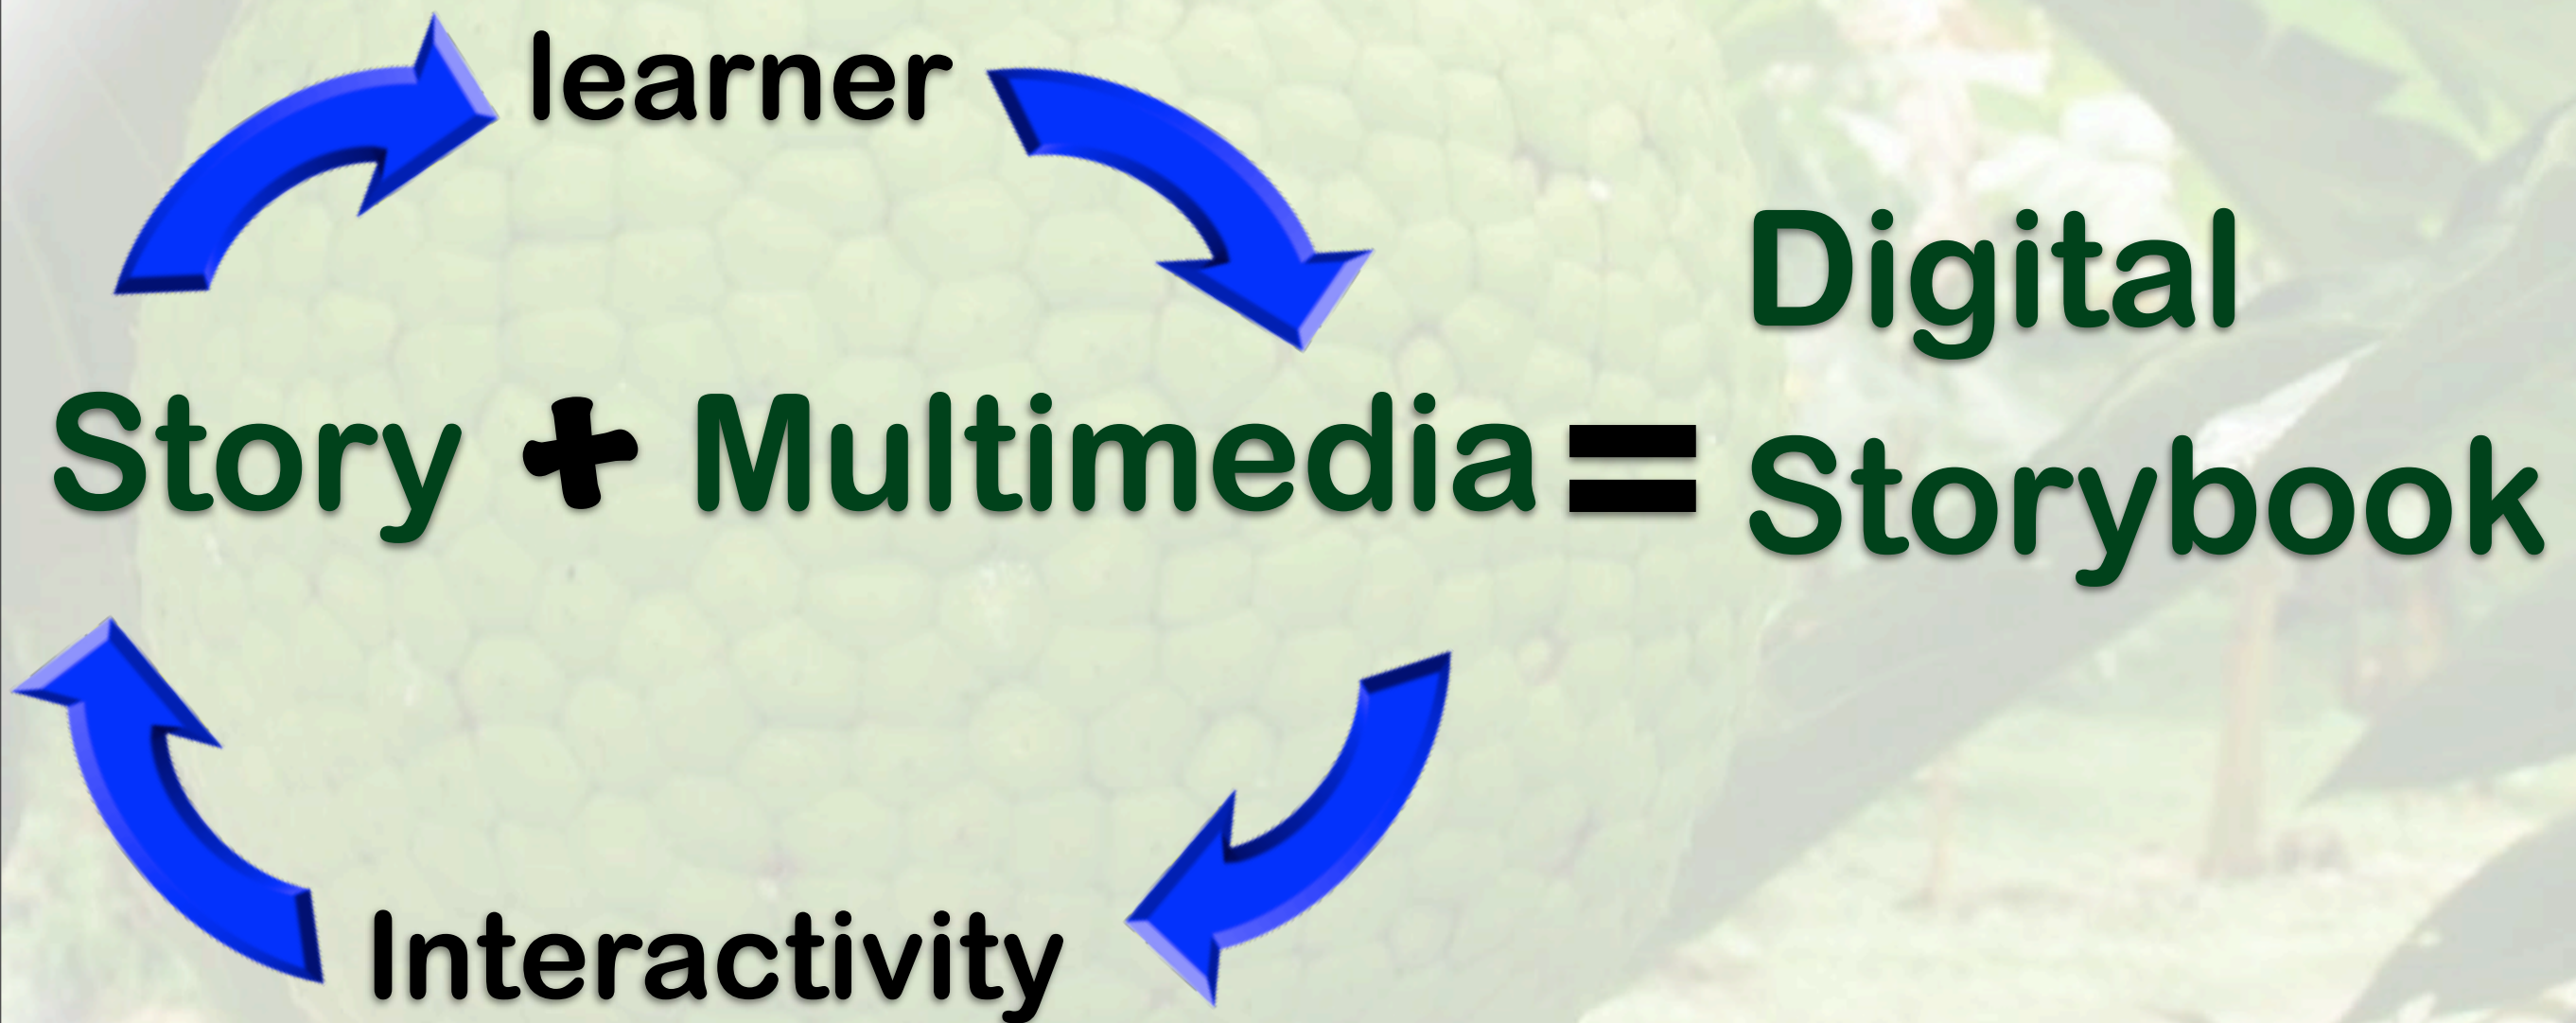 learner
Story + Multimedia = Digital Storybook
Interactivity